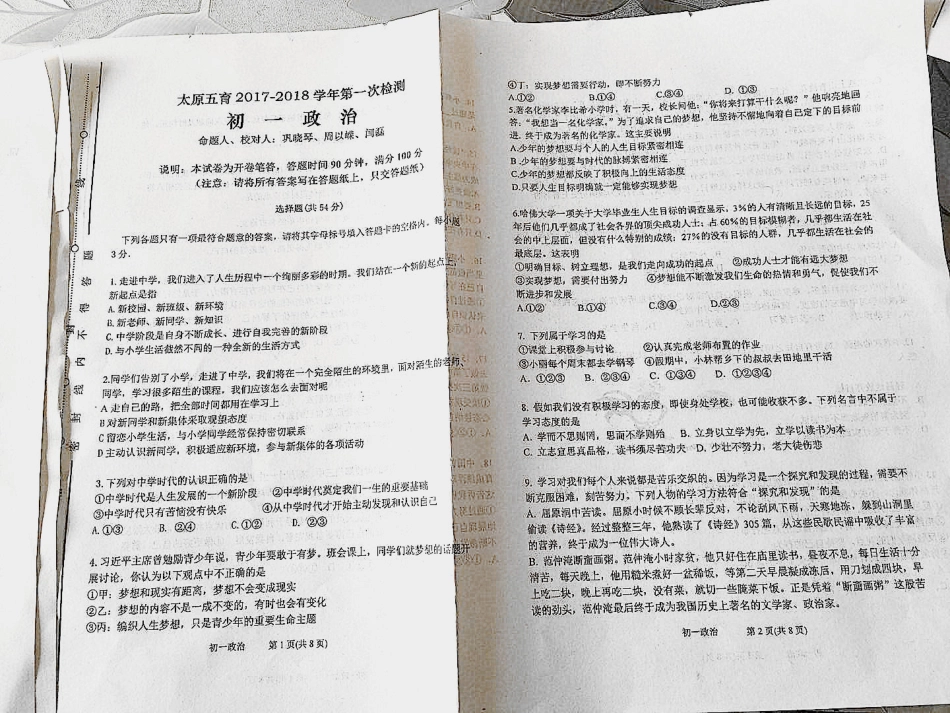 太原五育 2017-2018 学年第一次检测
初 一 政 治
命题人、校对人：巩晓琴、周以嵘、闫磊
说明：本试卷为开卷笔答，答题时间 90 分钟，满分 100 分
（注意：请将所有答案写在答题纸上，只交答题纸）
选择题(共 54 分)
下列各题只有一项最符合题意的答案，请将其字母标号填入答题卡的空格内，每小题
3 分．
1. 走进中学，我们进入了人生历程中一个绚丽多彩的时期。我们站在一个新的起点上，
新起点是指
A. 新校园、新班级、新环境
B. 新老师、新同学、新知识
C. 中学阶段是自身不断成长、进行自我完善的新阶段
D. 与小学生活截然不同的一种全新的生活方式
2.同学们告别了小学，走进了中学，我们将在一个完全陌生的环境里，面对陌生的老师、
同学，学习很多陌生的课程，我们应该怎么去面对呢
A 走自己的路，把全部时间都用在学习上
B 对新同学和新集体采取观望态度
C 留恋小学生活，与小学同学经常保持密切联系
D 主动认识新同学，积极适应新环境，参与新集体的各项活动
3. 下列对中学时代的认识正确的是
①中学时代是人生发展的一个新阶段 ②中学时代奠定我们一生的重要基础
③中学时代只有苦恼没有快乐 ④从中学时代才开始主动发现和认识自己
A. ①③ B. ②④ C. ①② D. ②③
4. 习近平主席曾勉励青少年说，青少年要敢于有梦。班会课上，同学们就梦想的话题开
展讨论，你认为以下观点中不正确的是
①甲：梦想和现实有距离，梦想不会变成现实
②乙：梦想的内容不是一成不变的，有时也会有变化
③丙：编织人生梦想，只是青少年的重要生命主题
初一政治 第 1 页(共 8 页)
题
答
得
不
内
线
封
密
线
封
④丁：实现梦想需要行动，即不断努力
A.①② B.①④ C.③④ D. ①③
5.著名化学家李比希小学时，有一天，校长问他：“你将来打算干什么呢？”他响亮地回
答：“我想当一名化学家。”为了追求自己的梦想，他坚持不懈地向着自己定下的目标前
进，终于成为著名的化学家。这主要说明
A.少年的梦想要与个人的人生目标紧密相连
B.少年的梦想要与时代的脉搏紧密相连
C.少年的梦想都反映了积极向上的生活态度
D.只要人生目标明确就一定能够实现梦想
6.哈佛大学一项关于大学毕业生人生目标的调查显示，3%的人有清晰且长远的目标，25
年后他们几乎都成了社会各界的顶尖成功人士；占 60%的目标模糊者，几乎都生活在社
会的中上层面，但没有什么特别的成绩；27%的没有目标的人群，几乎都生活在社会的
最底层。这表明
①明确目标、树立理想，是我们走向成功的起点 ②成功人士才能有远大梦想
③实现梦想，需要付出努力 ④梦想能不断激发我们生命的热情和勇气，促使我们不
断进步和发展
A.①② B.①④ C.③④ D.②③
7. 下列属于学习的是
①课堂上积极参与讨论 ②认真完成老师布置的作业
③小丽每个周末都去学钢琴 ④假期中，小林帮乡下的叔叔去田地里干活
A. ①②③ B. ②③④ C. ①③④ D. ①②③④
8. 假如我们没有积极学习的态度，即使身处学校，也可能收获不多。下列名言中不属于
学习态度的是
A. 学而不思则罔，思而不学则殆 B. 立身以立学为先，立学以读书为本
C. 立志宜思真品格，读书须尽苦功夫 D. 少壮不努力，老大徒伤悲
9. 学习对我们每个人来说都是苦乐交织的。因为学习是一个探究和发现的过程，需要不
断克服困难，刻苦努力。下列人物的学习方法符合“探究和发现”的是
A. 屈原洞中苦读。屈原小时候不顾长辈反对，不论刮风下雨，天寒地冻，躲到山洞里
偷读《诗经》。经过整整三年，他熟读了《诗经》305 篇，从这些民歌民谣中吸收了丰富
的营养，终于成为一位伟大诗人。
B. 范仲淹断齑画粥。范仲淹小时家贫，他只好住在庙里读书，昼夜不息，每日生活十分
清苦，每天晚上，他用糙米煮好一盆稀饭，等第二天早晨凝成冻后，用刀划成四块，早
上吃二块，晚上再吃二块，没有菜，就切一些腌菜下饭。正是凭着“断齑画粥”这股苦
读的劲头，范仲淹最后终于成为我国历史上著名的文学家、政治家。
初一政治 第 2 页(共 8 页)